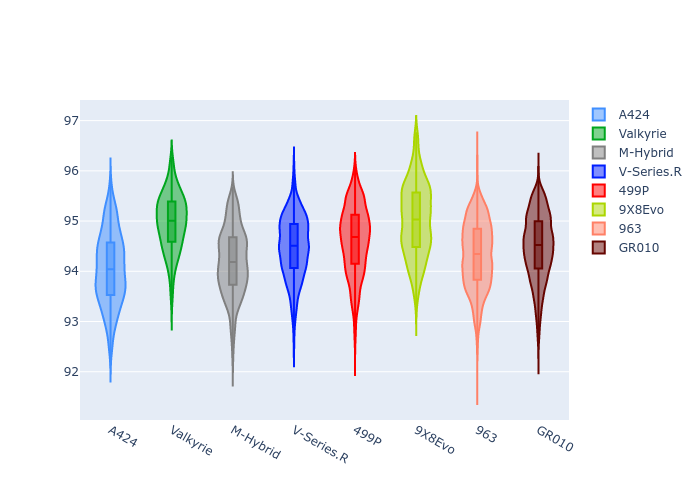 97
96
95
94
93
92
A424
Valkyrie
M-Hybrid
V-Series.R
499P
9X8Evo
963
GR010
A424
Valkyrie
M-Hybrid
V-Series.R
499P
9X8Evo
963
GR010